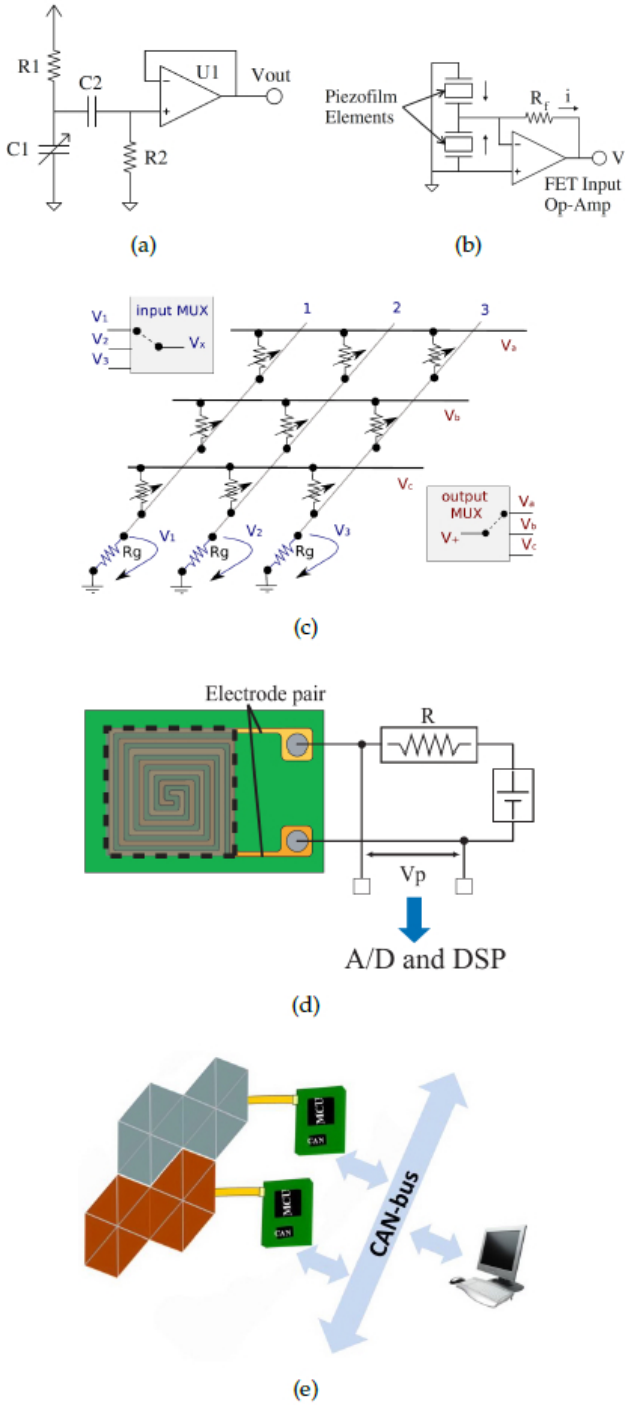 R1
C2
U1
Vout
C1
R2
(a)
Piezofilm
Elements
Rf
i
V
FET Input
Op-Amp
(b)
input MUX
V1
V2
V3
Vx
1
2
3
Va
Vb
Vc
output
MUX
V+
Va
Vb
Vc
V1
V2
V3
Rg
Rg
Rg
(c)
Electrode pair
R
Vp
A/D and DSP
(d)
MCU
CAN
MCU
CAN
CAN-bus
(e)